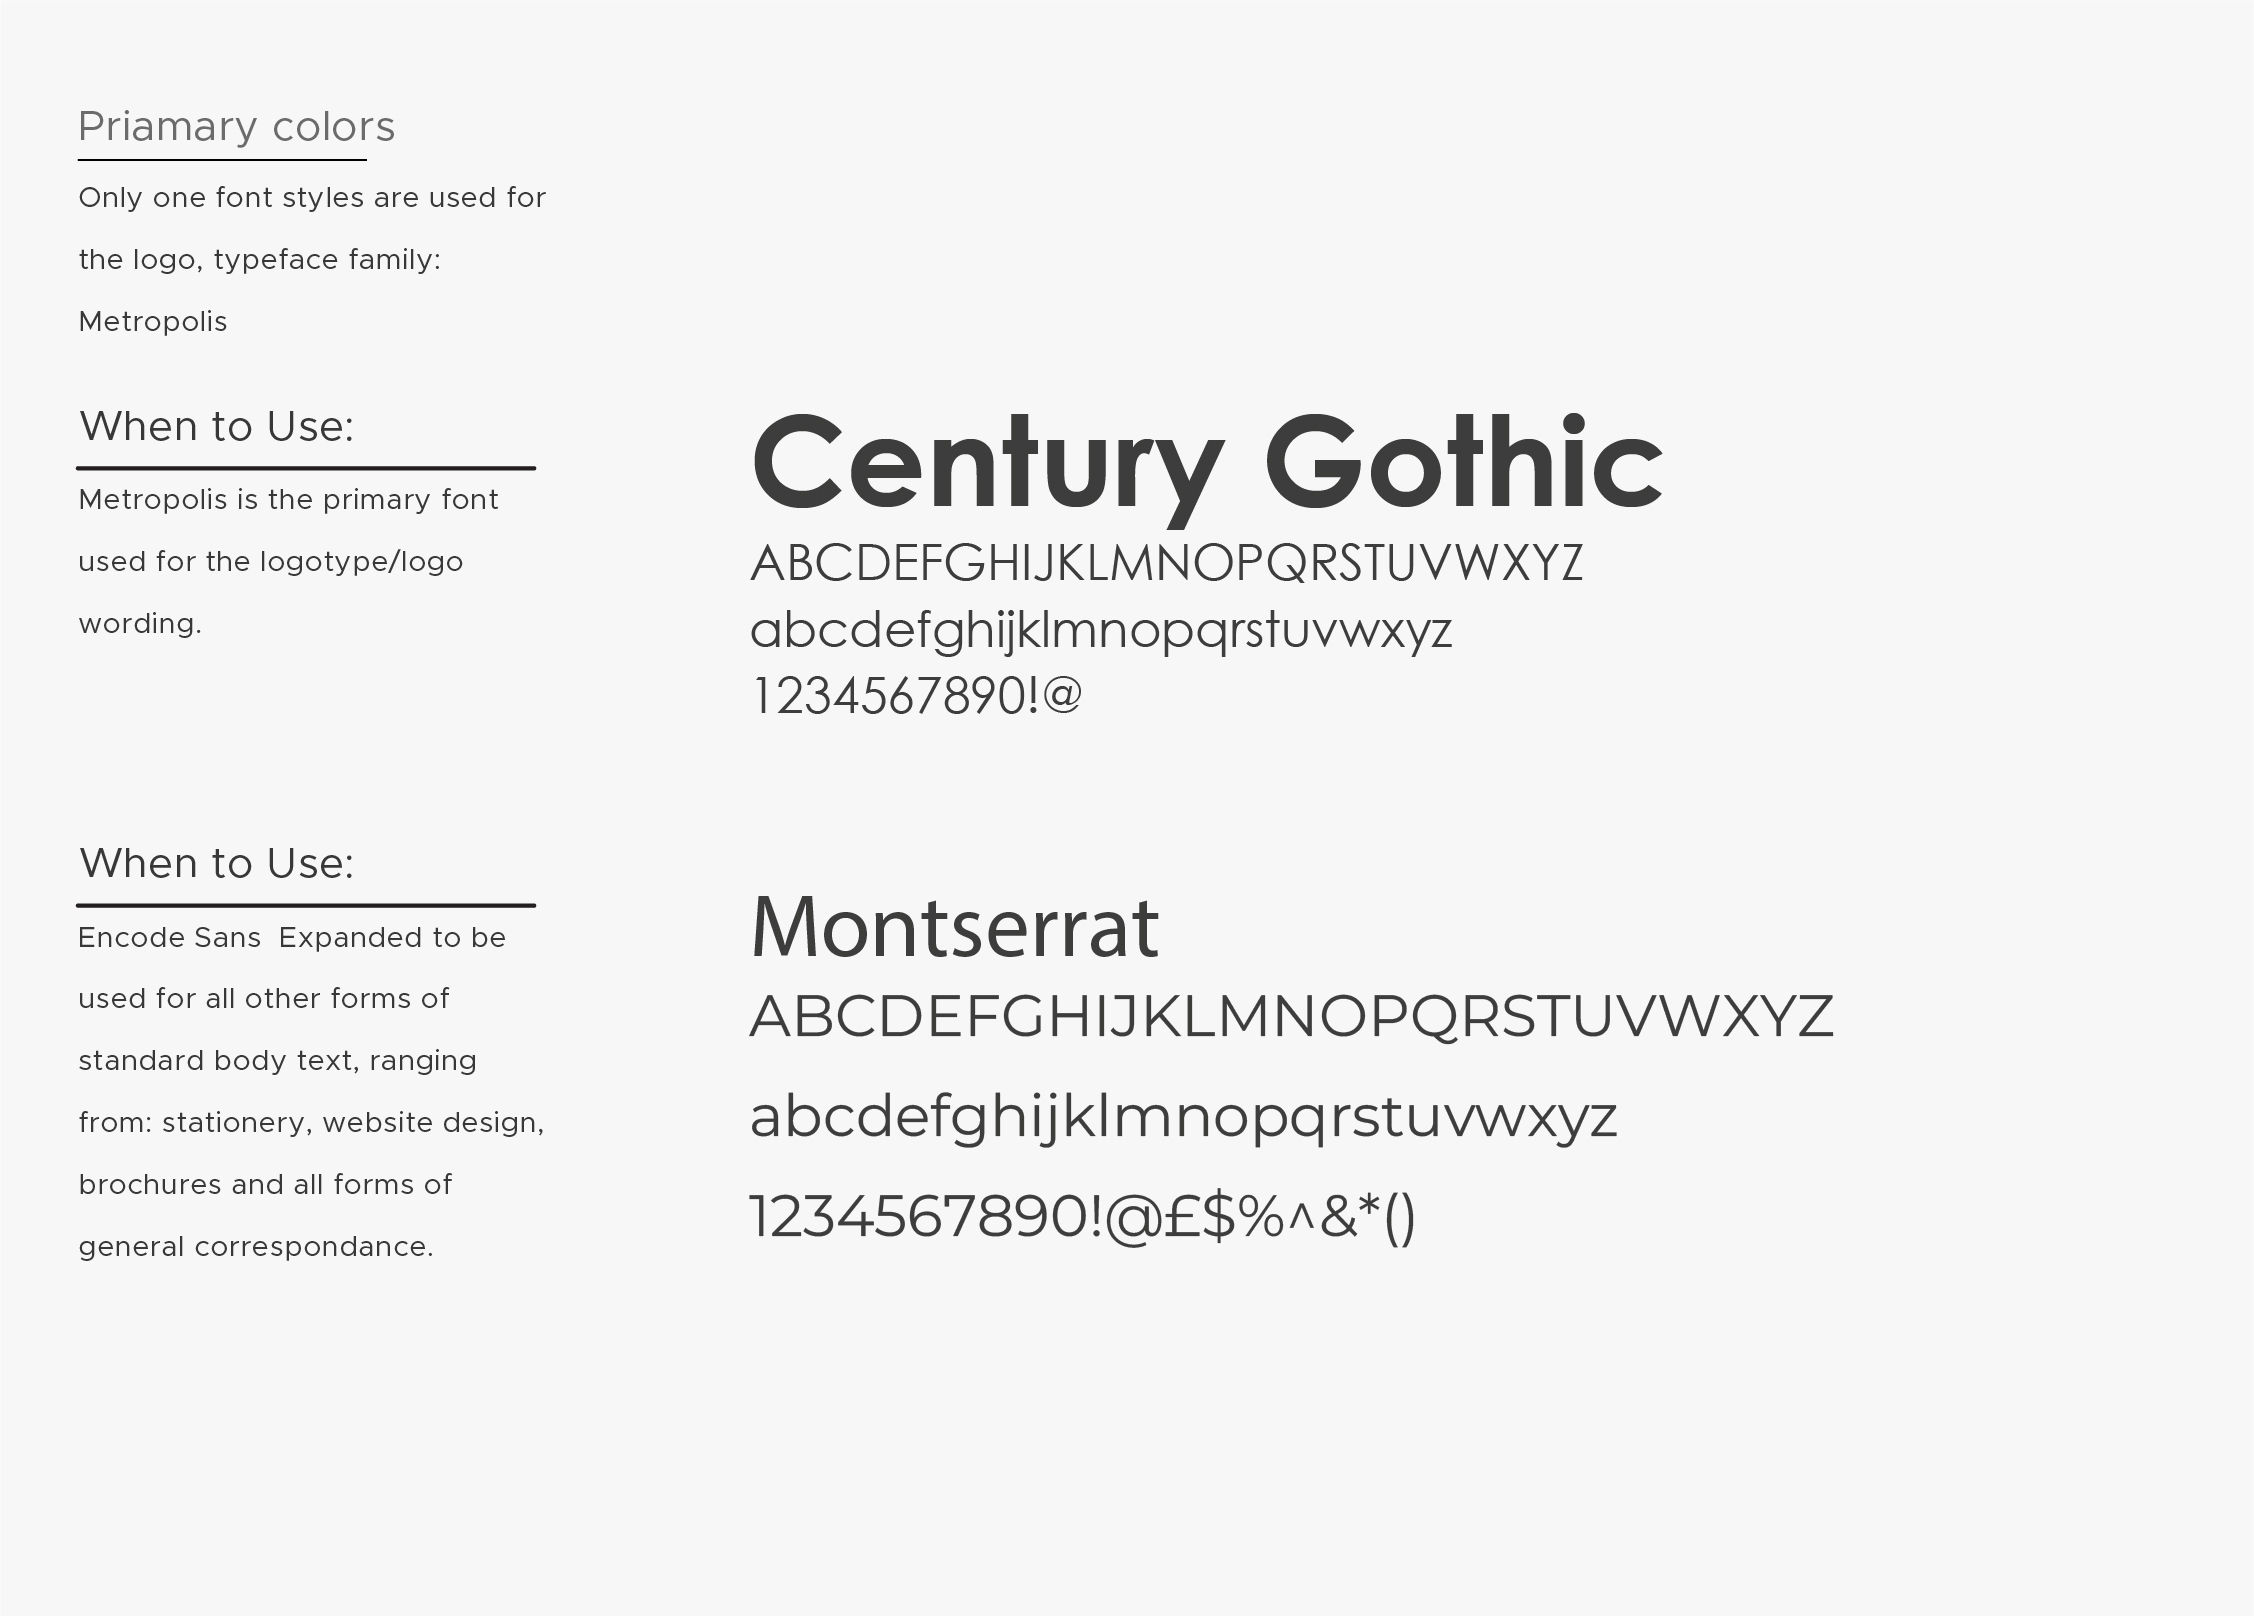 Priamary colors
Only one font styles are used for
the logo, typeface family:
Metropolis
When to Use:
Metropolis is the primary font
used for the logotype/logo
wording.
Century Gothic
ABCDEFGHIJKLMNOPQRSTUVWXYZ
abcdefghijklmnopqrstuvwxyz
1234567890!@
When to Use:
Encode Sans  Expanded to be
used for all other forms of
standard body text, ranging
from: stationery, website design,
brochures and all forms of
general correspondance.
Montserrat
ABCDEFGHIJKLMNOPQRSTUVWXYZ
abcdefghijklmnopqrstuvwxyz
1234567890!@£$%^&*()